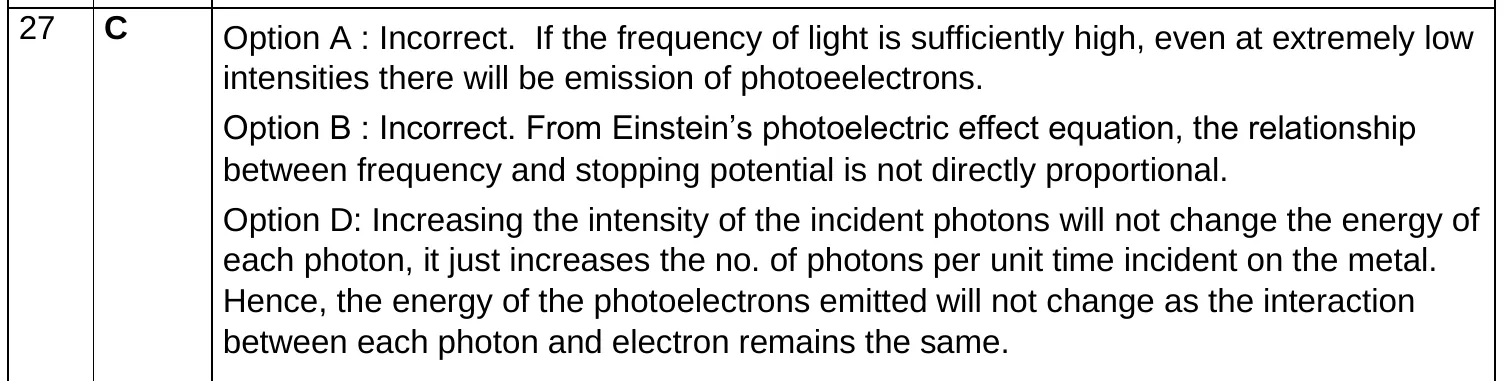 27
C
Option A : Incorrect.  If the frequency of light is sufficiently high, even at extremely low
intensities there will be emission of photoeelectrons.
Option B : Incorrect. From Einstein’s photoelectric effect equation, the relationship
between frequency and stopping potential is not directly proportional.
Option D: Increasing the intensity of the incident photons will not change the energy of
each photon, it just increases the no. of photons per unit time incident on the metal.
Hence, the energy of the photoelectrons emitted will not change as the interaction
between each photon and electron remains the same.